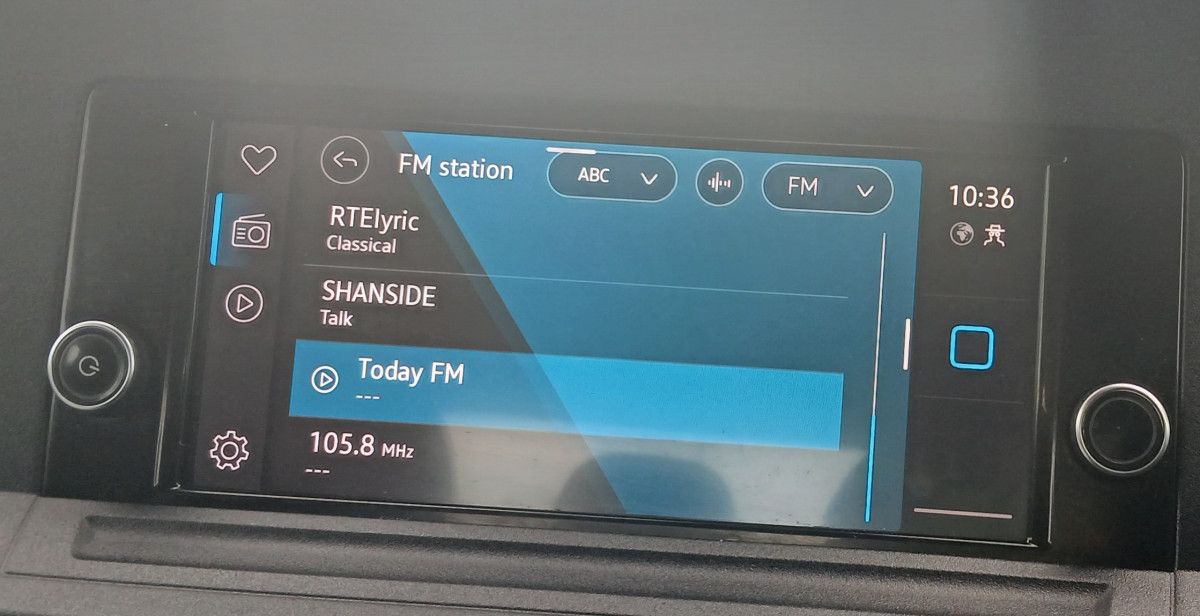 FM station
ABC
FM
10:36
RTElyric
Classical
SHANSIDE
Talk
Today FM
---
105.8 MHz
---